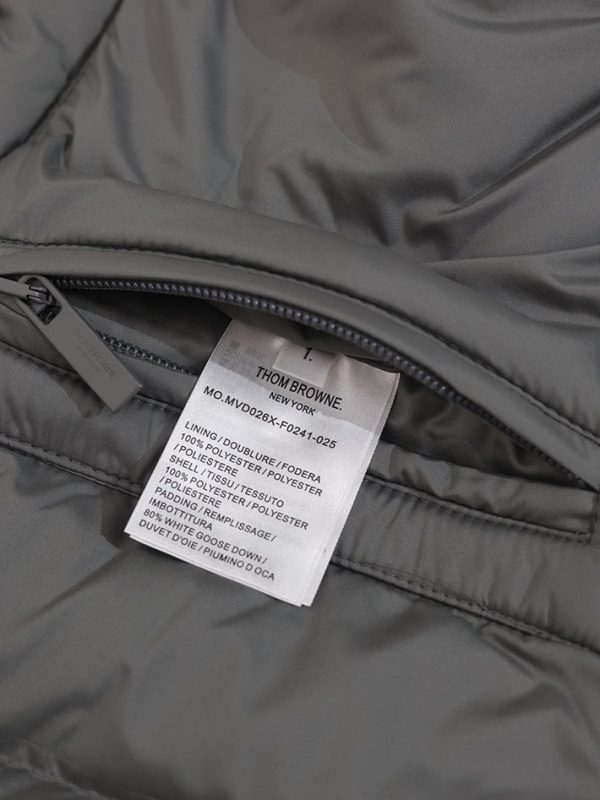 1.
THOM BROWNE.
NEW YORK
MO.MVD026X-F0241-025
LINING / DOUBLURE / FODERA
100% POLYESTER / POLYESTER
/ POLIESTERE
SHELL / TISSU / TESSUTO
100% POLYESTER / POLYESTER
/ POLIESTERE
PADDING / REMPLISSAGE /
IMBOTTITURA
80% WHITE GOOSE DOWN /
DUVET D'OIE / PIUMINO D OCA